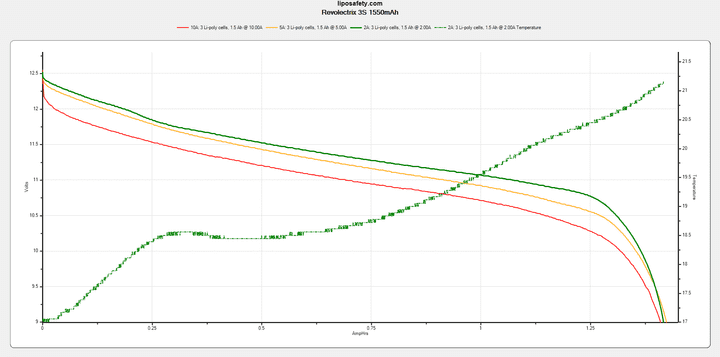 liposafety.com
Revolectrix 3S 1550mAh
10A: 3 Li-poly cells, 1.5 Ah @ 10.00A 5A: 3 Li-poly cells, 1.5 Ah @ 5.00A 2A: 3 Li-poly cells, 1.5 Ah @ 2.00A 2A: 3 Li-poly cells, 1.5 Ah @ 2.00A Temperature
12.5
12
11.5
11
10.5
10
9.5
9
Volts
21.5
21
20.5
20
19.5
19
18.5
18
17.5
17
Temperature
0 0.25 0.5 0.75 1 1.25
AmpHrs